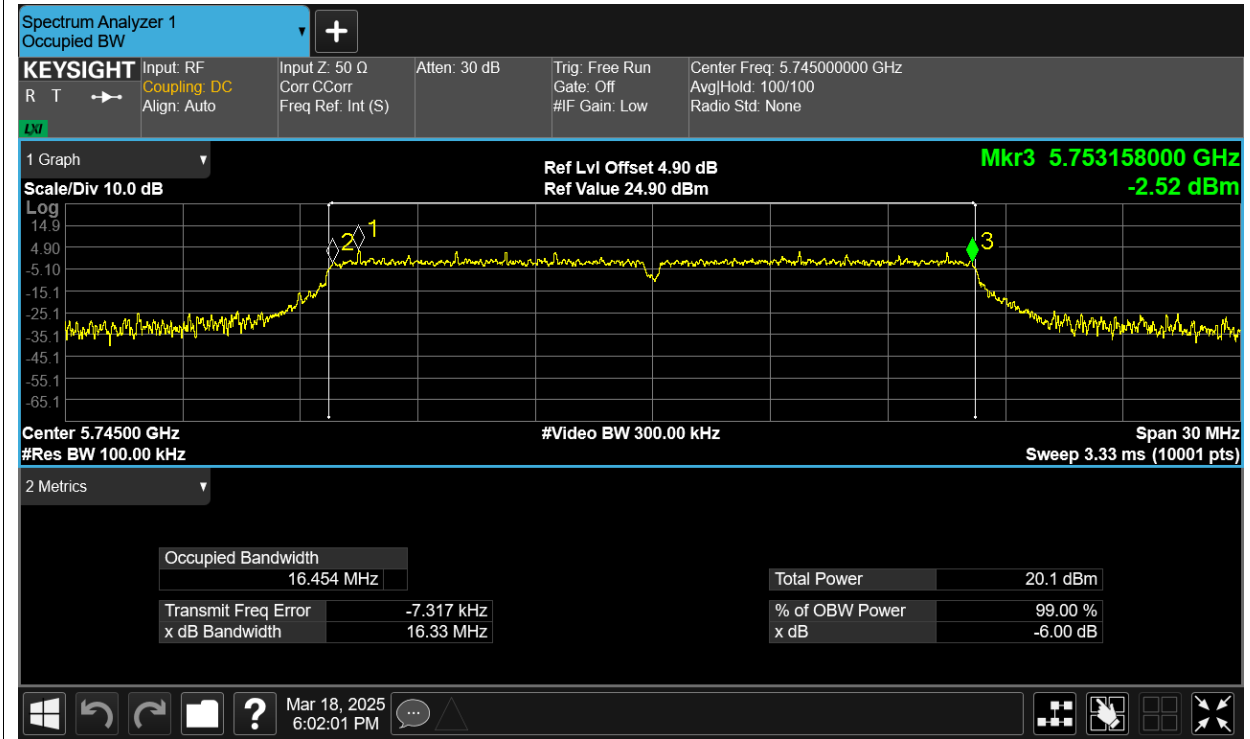 Spectrum Analyzer 1
Occupied BW
KEYSIGHT
R T
LXI
Input: RF
Coupling: DC
Align: Auto
Input Z: 50 Ω
Corr CCorr
Freq Ref: Int (S)
Atten: 30 dB
Trig: Free Run
Gate: Off
#IF Gain: Low
Center Freq: 5.745000000 GHz
Avg|Hold: 100/100
Radio Std: None
1 Graph
Scale/Div 10.0 dB
Ref Lvl Offset 4.90 dB
Ref Value 24.90 dBm
Mkr3 5.753158000 GHz
-2.52 dBm
Log
14.9
4.90
-5.10
-15.1
-25.1
-35.1
-45.1
-55.1
-65.1
2
1
3
Center 5.74500 GHz
#Res BW 100.00 kHz
#Video BW 300.00 kHz
Span 30 MHz
Sweep 3.33 ms (10001 pts)
2 Metrics
Occupied Bandwidth
16.454 MHz
Transmit Freq Error -7.317 kHz
x dB Bandwidth 16.33 MHz
Total Power 20.1 dBm
% of OBW Power 99.00 %
x dB -6.00 dB
?
Mar 18, 2025
6:02:01 PM